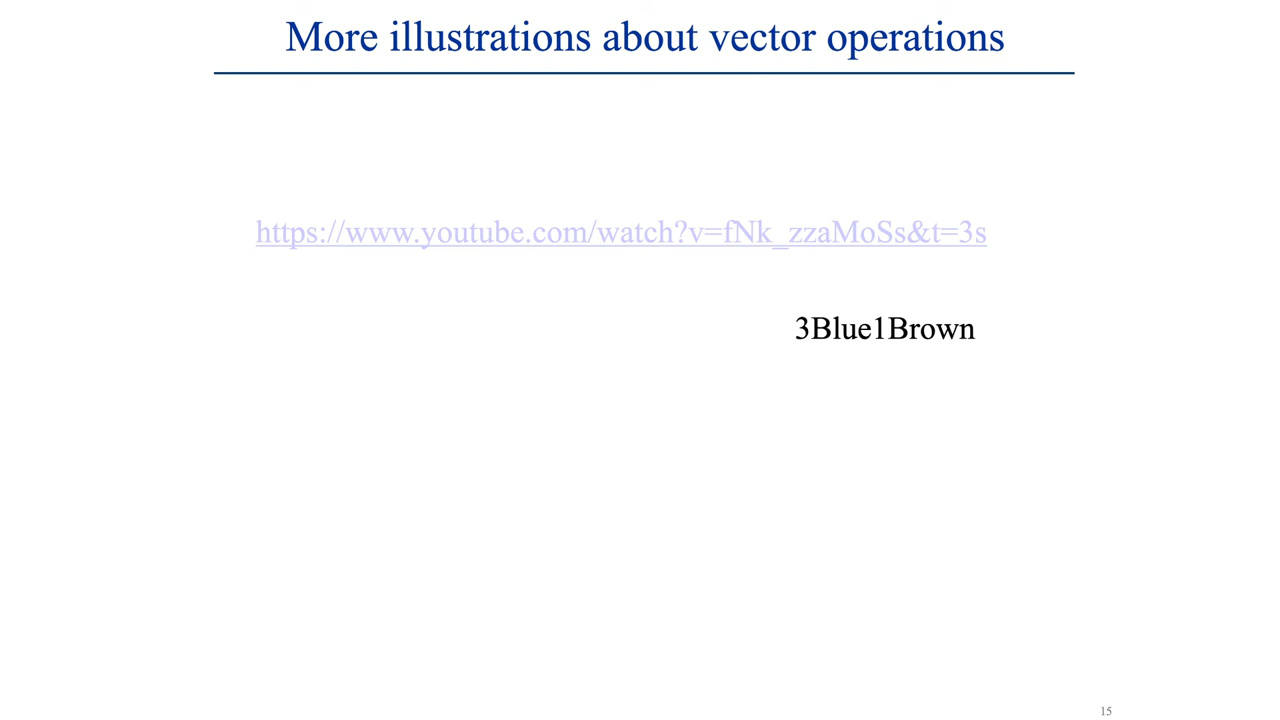 More illustrations about vector operations
https://www.youtube.com/watch?v=fNk_zzaMoSs&t=3s
3Blue1Brown
15